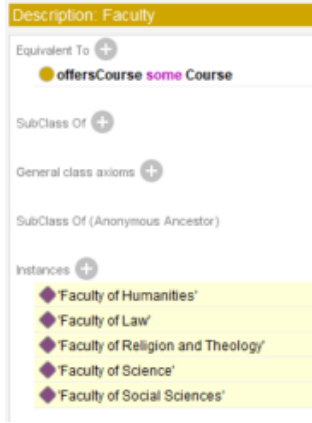 Description: Faculty
Equivalent To
offersCourse some Course
SubClass Of
General class axioms
SubClass Of (Anonymous Ancestor)
Instances
'Faculty of Humanities'
'Faculty of Law'
'Faculty of Religion and Theology'
'Faculty of Science'
'Faculty of Social Sciences'